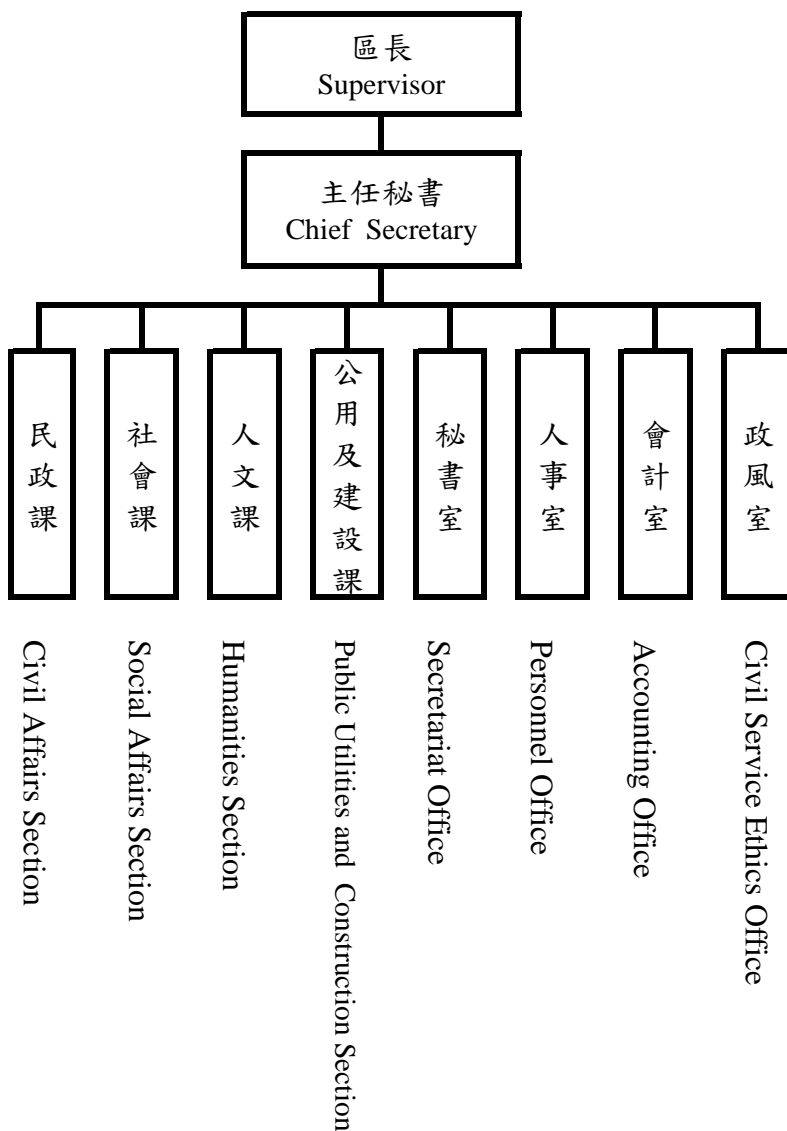 區長
Supervisor
主任秘書
Chief Secretary
民政課
社會課
人文課
公用及建設課
秘書室
人事室
會計室
政風室
Civil Affairs Section
Social Affairs Section
Humanities Section
Public Utilities and Construction Section
Secretariat Office
Personnel Office
Accounting Office
Civil Service Ethics Office